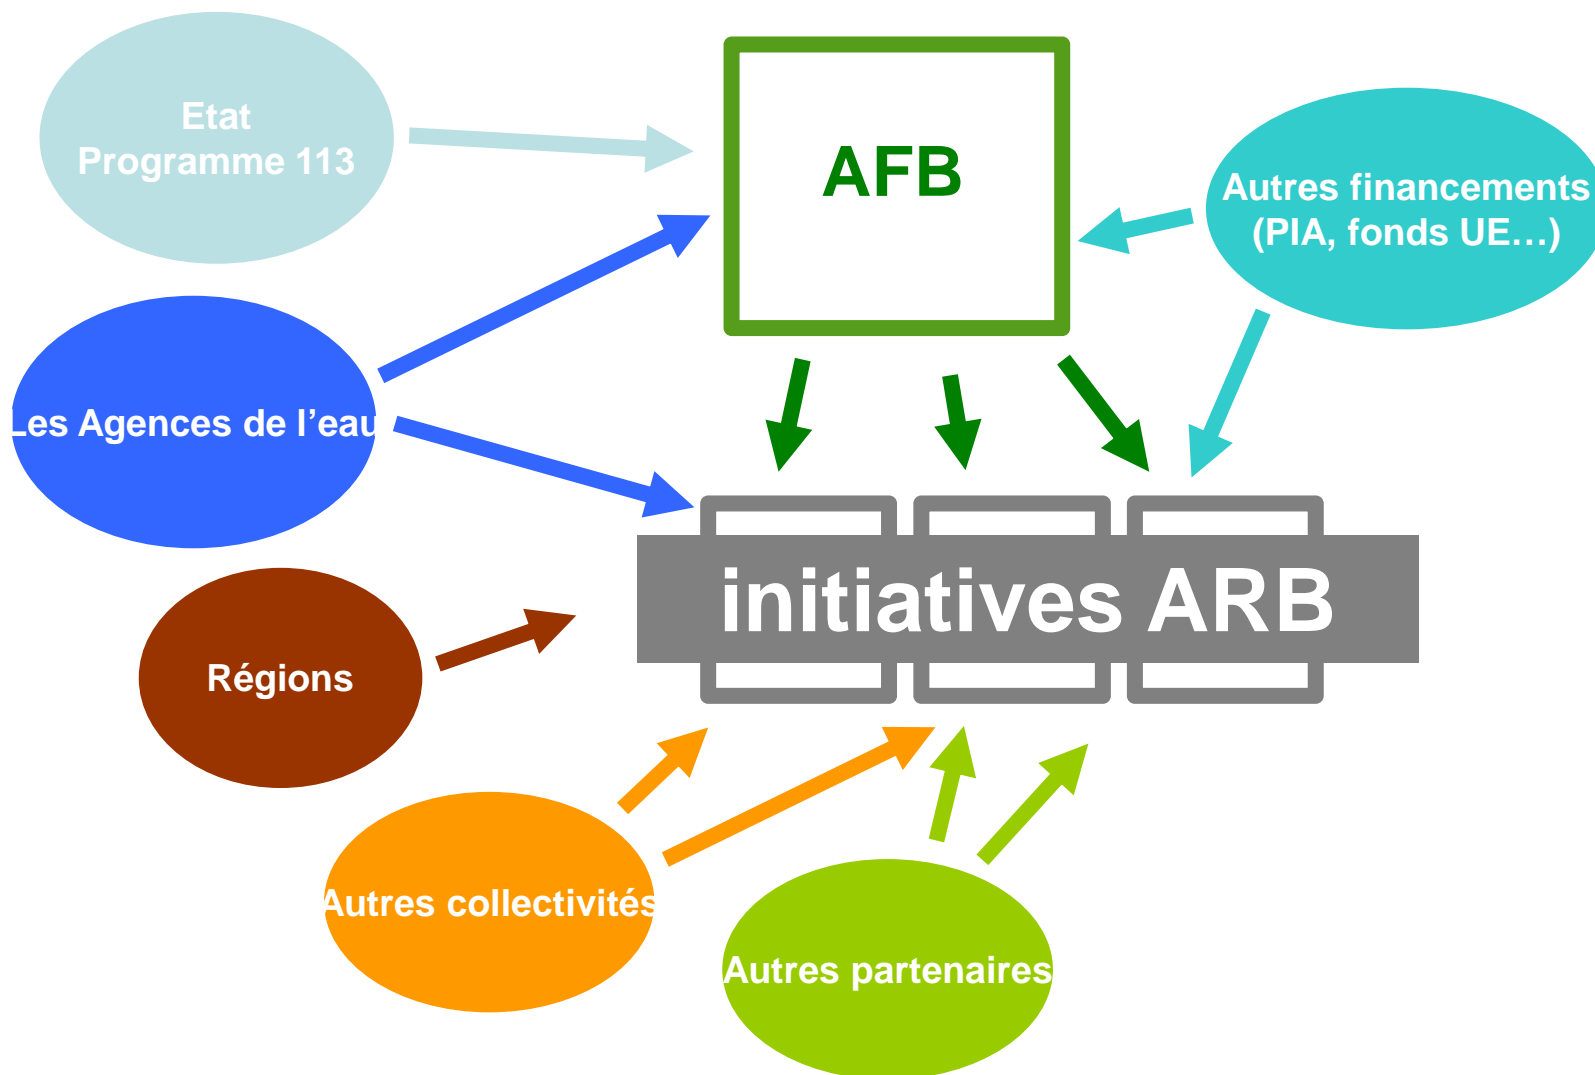 Etat
Programme 113
AFB
Autres financements
(PIA, fonds UE…)
Les Agences de l’eau
initiatives ARB
Régions
Autres collectivités
Autres partenaires